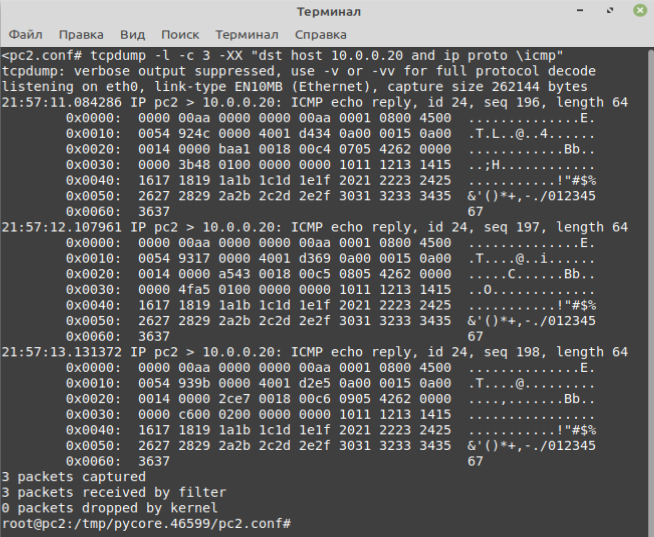 Терминал
Файл Правка Вид Поиск Терминал Справка
<pc2.conf# tcpdump -l -c 3 -XX "dst host 10.0.0.20 and ip proto \icmp"
tcpdump: verbose output suppressed, use -v or -vv for full protocol decode
listening on eth0, link-type EN10MB (Ethernet), capture size 262144 bytes
21:57:11.084286 IP pc2 > 10.0.0.20: ICMP echo reply, id 24, seq 196, length 64
0x0000: 0000 00aa 0000 0000 00aa 0001 0800 4500 ..............E.
0x0010: 0054 924c 0000 4001 d434 0a00 0015 0a00 .T.L..@..4......
0x0020: 0014 0000 baa1 0018 00c4 0705 4262 0000 ............Bb..
0x0030: 0000 3b48 0100 0000 0000 1011 1213 1415 ..;H............
0x0040: 1617 1819 1a1b 1c1d 1e1f 2021 2223 2425 ...........!"#$%
0x0050: 2627 2829 2a2b 2c2d 2e2f 3031 3233 3435 &'()*+,-./012345
0x0060: 3637 67
21:57:12.107961 IP pc2 > 10.0.0.20: ICMP echo reply, id 24, seq 197, length 64
0x0000: 0000 00aa 0000 0000 00aa 0001 0800 4500 ..............E.
0x0010: 0054 9317 0000 4001 d369 0a00 0015 0a00 .T....@..i......
0x0020: 0014 0000 a543 0018 00c5 0805 4262 0000 .....C......Bb..
0x0030: 0000 4fa5 0100 0000 0000 1011 1213 1415 ..O.............
0x0040: 1617 1819 1a1b 1c1d 1e1f 2021 2223 2425 ...........!"#$%
0x0050: 2627 2829 2a2b 2c2d 2e2f 3031 3233 3435 &'()*+,-./012345
0x0060: 3637 67
21:57:13.131372 IP pc2 > 10.0.0.20: ICMP echo reply, id 24, seq 198, length 64
0x0000: 0000 00aa 0000 0000 00aa 0001 0800 4500 ..............E.
0x0010: 0054 939b 0000 4001 d2e5 0a00 0015 0a00 .T....@.........
0x0020: 0014 0000 2ce7 0018 00c6 0905 4262 0000 ....,.......Bb..
0x0030: 0000 c600 0200 0000 0000 1011 1213 1415 ................
0x0040: 1617 1819 1a1b 1c1d 1e1f 2021 2223 2425 ...........!"#$%
0x0050: 2627 2829 2a2b 2c2d 2e2f 3031 3233 3435 &'()*+,-./012345
0x0060: 3637 67
3 packets captured
3 packets received by filter
0 packets dropped by kernel
root@pc2:/tmp/pycore.46599/pc2.conf#